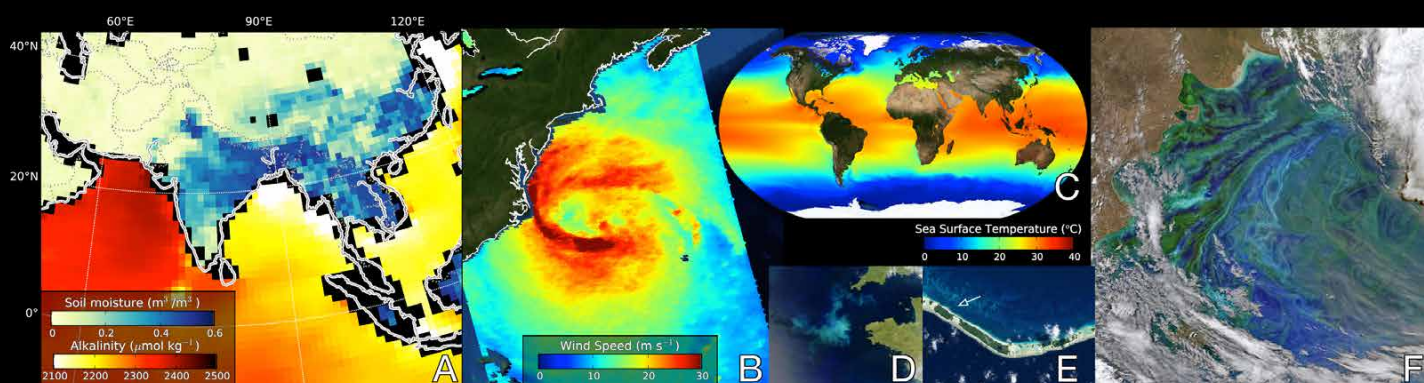 60°E 90°E 120°E
40°N
20°N
0°
Soil moisture (m³/m³)
0 0.2 0.4 0.6
Alkalinity (μmol kg⁻¹)
2100 2200 2300 2400 2500
A
Wind Speed (m s⁻¹)
0 10 20 30
B
C
Sea Surface Temperature (°C)
0 10 20 30 40
D
E
F